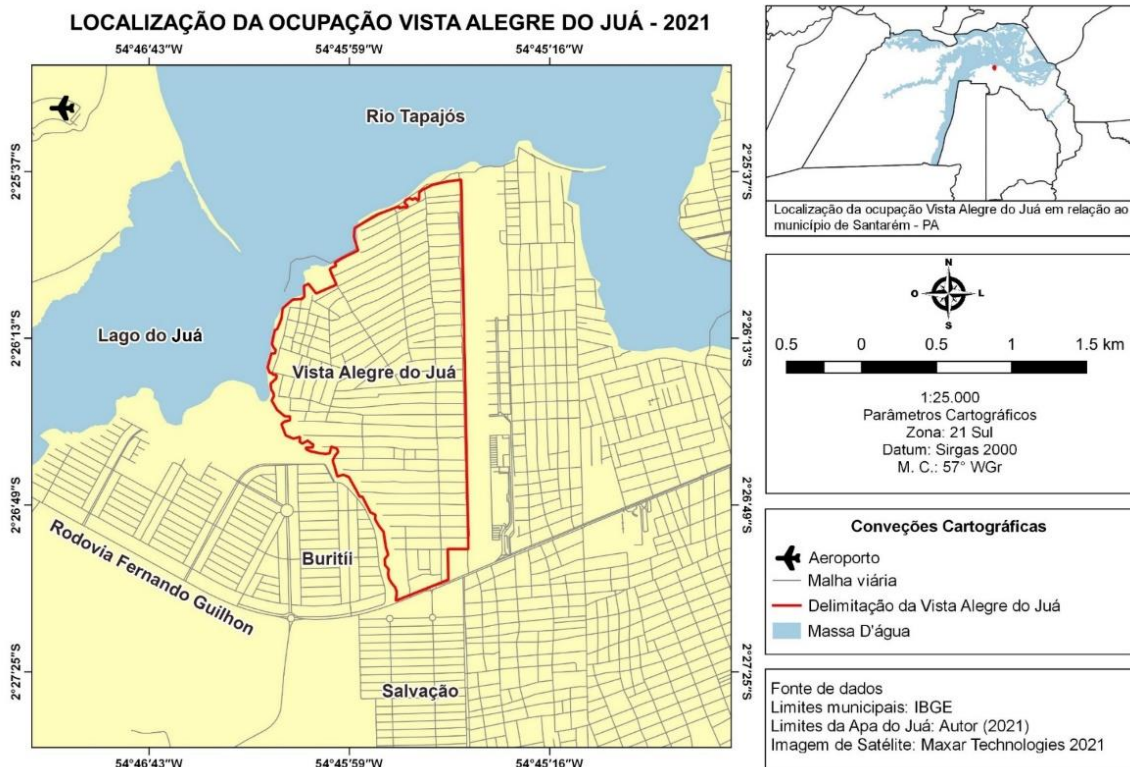 LOCALIZAÇÃO DA OCUPAÇÃO VISTA ALEGRE DO JUÁ - 2021
54°46'43"W
54°45'59"W
54°45'16"W
2°25'37"S
2°26'13"S
2°26'49"S
2°27'25"S
Rio Tapajós
Lago do Juá
Vista Alegre do Juá
Buritíi
Rodovia Fernando Guilhon
Salvação
2°25'37"S
2°26'13"S
2°26'49"S
2°27'25"S
54°46'43"W
54°45'59"W
54°45'16"W
Localização da ocupação Vista Alegre do Juá em relação ao
município de Santarém - PA
N
O
L
S
0.5 0 0.5 1 1.5 km
1:25.000
Parâmetros Cartográficos
Zona: 21 Sul
Datum: Sirgas 2000
M. C.: 57° WGr
Conveções Cartográficas
Aeroporto
Malha viária
Delimitação da Vista Alegre do Juá
Massa D'água
Fonte de dados
Limites municipais: IBGE
Limites da Apa do Juá: Autor (2021)
Imagem de Satélite: Maxar Technologies 2021